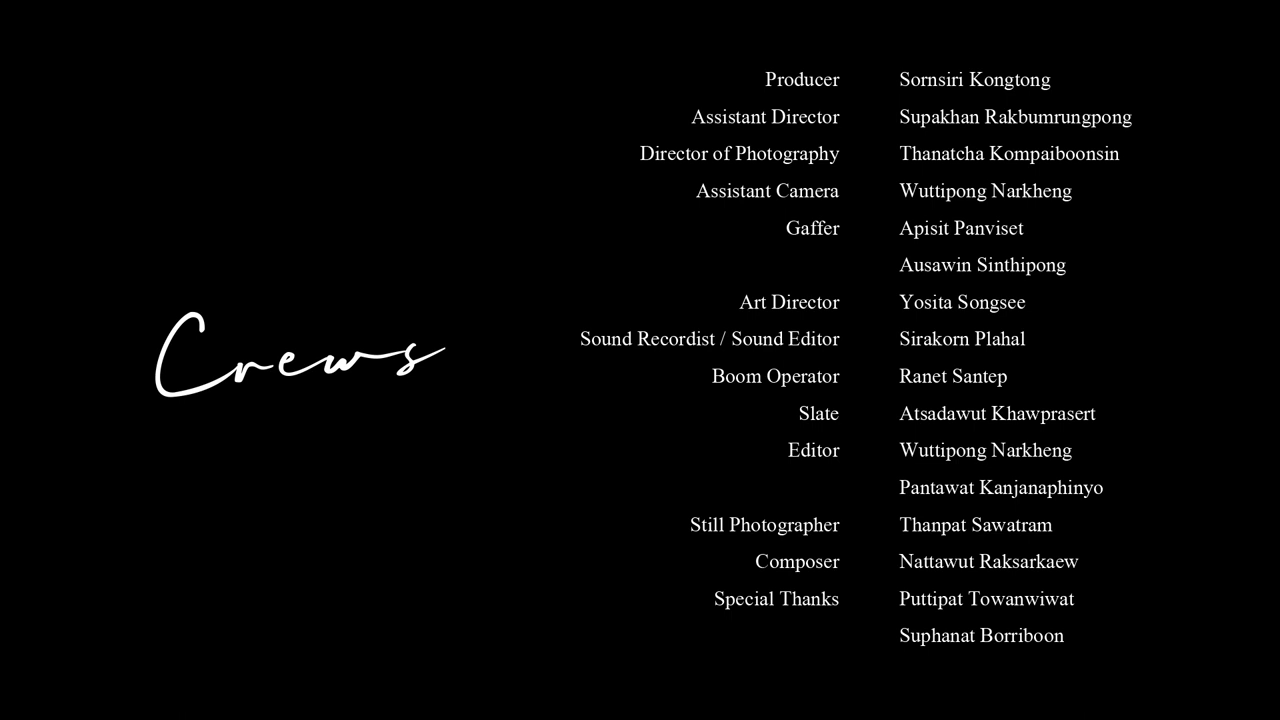 Crews
Producer Sornsiri Kongtong
Assistant Director Supakhan Rakbumrungpong
Director of Photography Thanatcha Kompaiboonsin
Assistant Camera Wuttipong Narkheng
Gaffer Apisit Panviset
Ausawin Sinthipong
Art Director Yosita Songsee
Sound Recordist / Sound Editor Sirakorn Plahal
Boom Operator Ranet Santep
Slate Atsadawut Khawprasert
Editor Wuttipong Narkheng
Pantawat Kanjanaphinyo
Still Photographer Thanpat Sawatram
Composer Nattawut Raksarkaew
Special Thanks Puttipat Towanwiwat
Suphanat Borriboon